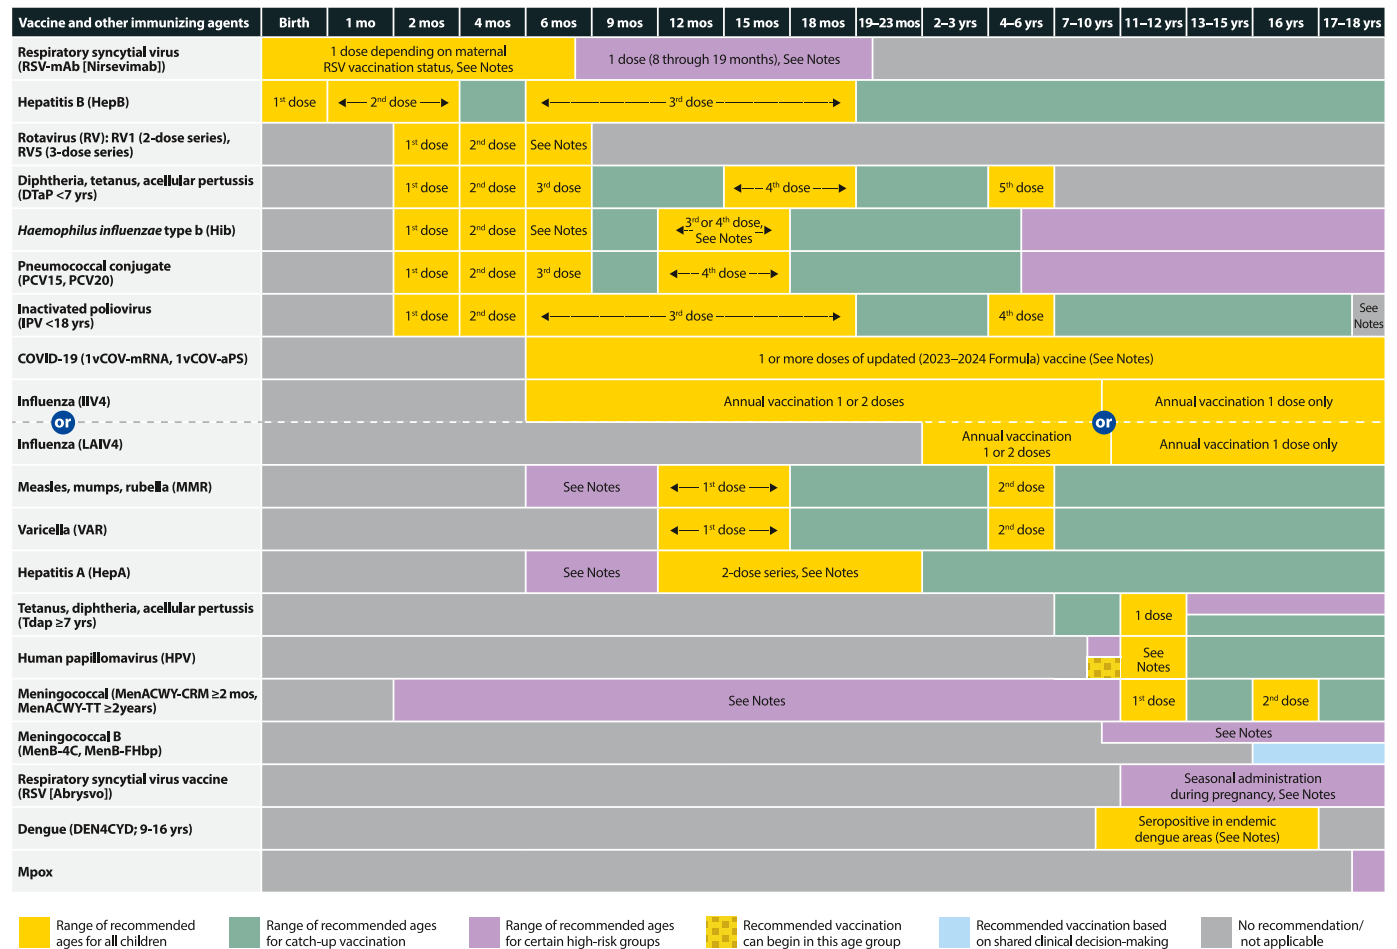 Vaccine and other immunizing agents Birth 1 mo 2 mos 4 mos 6 mos 9 mos 12 mos 15 mos 18 mos 19–23 mos 2–3 yrs 4–6 yrs 7–10 yrs 11–12 yrs 13–15 yrs 16 yrs 17–18 yrs
Respiratory syncytial virus
(RSV-mAb [Nirsevimab])
1 dose depending on maternal
RSV vaccination status, See Notes
1 dose (8 through 19 months), See Notes
Hepatitis B (HepB) 1st dose 2nd dose 3rd dose
Rotavirus (RV): RV1 (2-dose series),
RV5 (3-dose series)
1st dose 2nd dose See Notes
Diphtheria, tetanus, acellular pertussis
(DTaP <7 yrs)
1st dose 2nd dose 3rd dose 4th dose 5th dose
Haemophilus influenzae type b (Hib) 1st dose 2nd dose See Notes
3rd or 4th dose,
See Notes
Pneumococcal conjugate
(PCV15, PCV20)
1st dose 2nd dose 3rd dose 4th dose
Inactivated poliovirus
(IPV <18 yrs)
1st dose 2nd dose 3rd dose 4th dose
See
Notes
COVID-19 (1vCOV-mRNA, 1vCOV-aPS) 1 or more doses of updated (2023–2024 Formula) vaccine (See Notes)
Influenza (IIV4) Annual vaccination 1 or 2 doses Annual vaccination 1 dose only
or or
Influenza (LAIV4)
Annual vaccination
1 or 2 doses
Annual vaccination 1 dose only
Measles, mumps, rubella (MMR) See Notes 1st dose 2nd dose
Varicella (VAR) 1st dose 2nd dose
Hepatitis A (HepA) See Notes 2-dose series, See Notes
Tetanus, diphtheria, acellular pertussis
(Tdap ≥7 yrs)
1 dose
Human papillomavirus (HPV)
See
Notes
Meningococcal (MenACWY-CRM ≥2 mos,
MenACWY-TT ≥2years)
See Notes 1st dose 2nd dose
Meningococcal B
(MenB-4C, MenB-FHbp)
See Notes
Respiratory syncytial virus vaccine
(RSV [Abrysvo])
Seasonal administration
during pregnancy, See Notes
Dengue (DEN4CYD; 9-16 yrs)
Seropositive in endemic
dengue areas (See Notes)
Mpox
Range of recommended
ages for all children
Range of recommended ages
for catch-up vaccination
Range of recommended ages
for certain high-risk groups
Recommended vaccination
can begin in this age group
Recommended vaccination based
on shared clinical decision-making
No recommendation/
not applicable